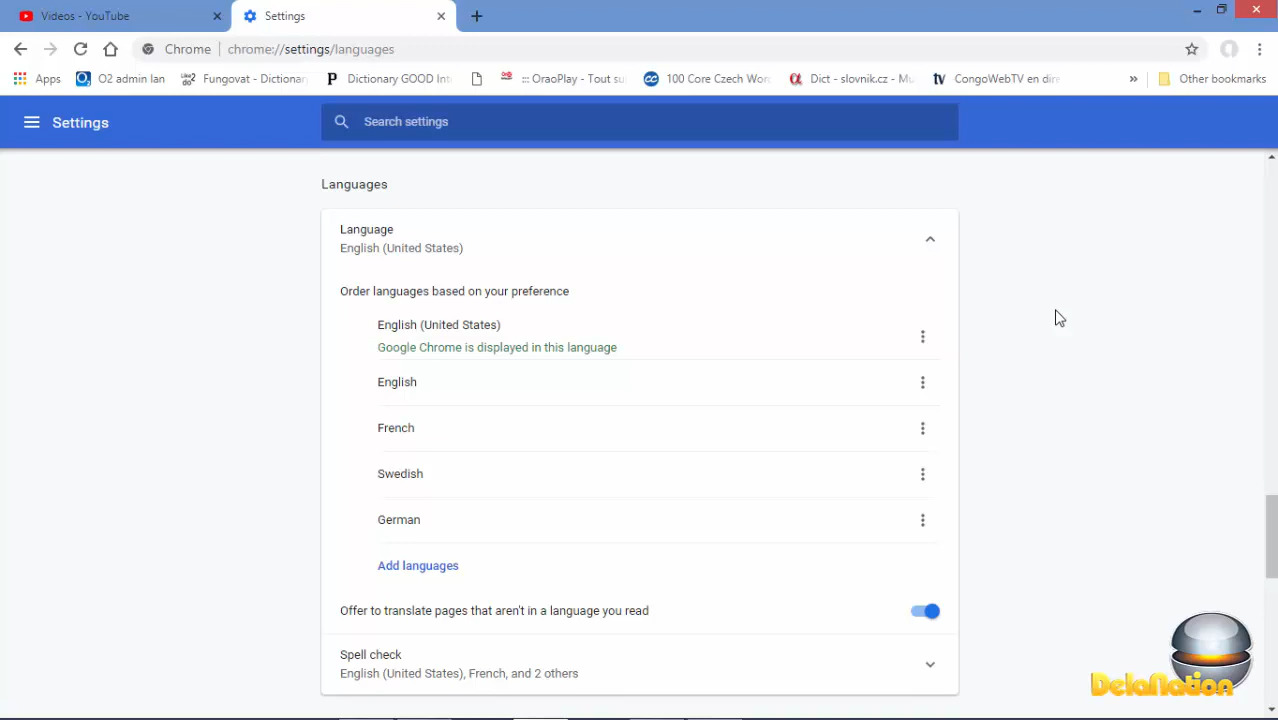 Videos - YouTube
Settings
Chrome
chrome://settings/languages
Apps
O2 admin lan
Fungovat - Dictionar
Dictionary GOOD Int
::: OraoPlay - Tout su
100 Core Czech Wor
Dict - slovnik.cz - Mu
CongoWebTV en dire
»
Other bookmarks
Settings
Search settings
Languages
Language
English (United States)
Order languages based on your preference
English (United States)
Google Chrome is displayed in this language
English
French
Swedish
German
Add languages
Offer to translate pages that aren't in a language you read
Spell check
English (United States), French, and 2 others
DelaNation